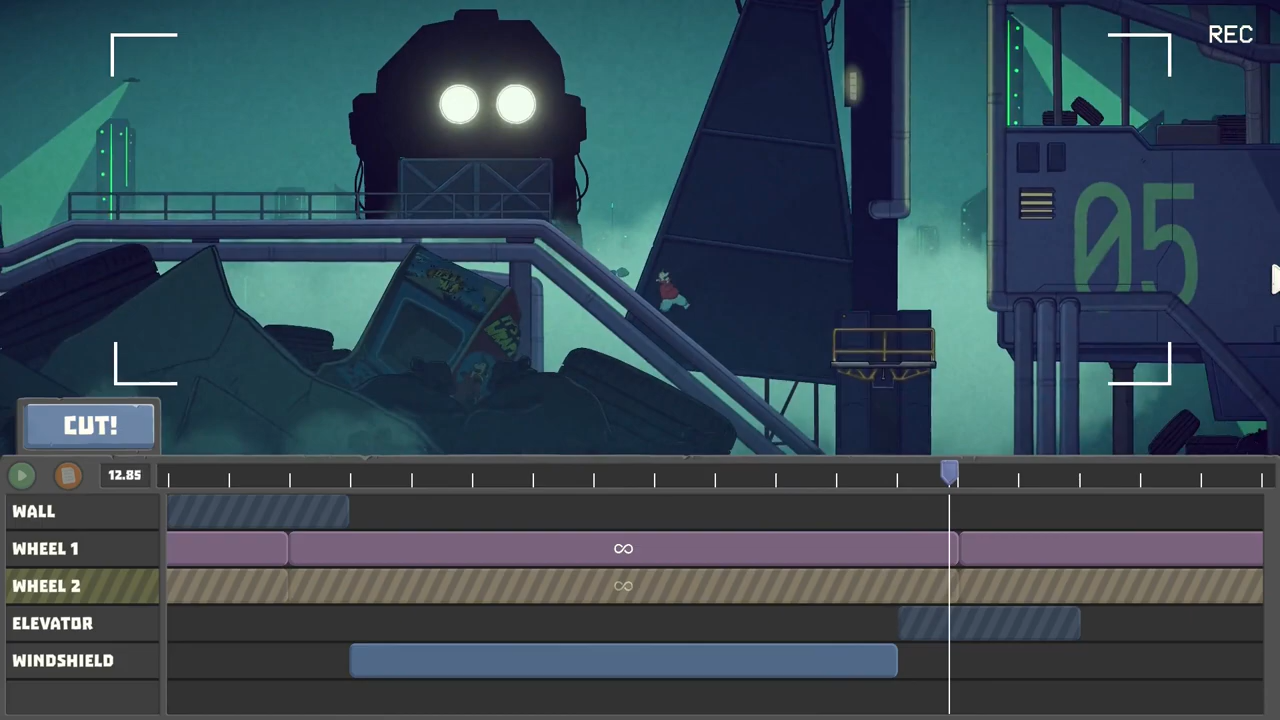 REC
05
CUT!
12.85
WALL
WHEEL 1
∞
WHEEL 2
∞
ELEVATOR
WINDSHIELD